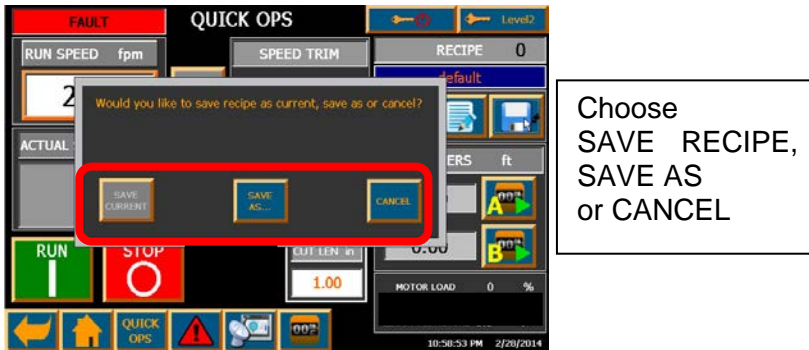 FAULT
QUICK OPS
Level2
RUN SPEED fpm
SPEED TRIM
RECIPE 0
default
2
Would you like to save recipe as current, save as or cancel?
ACTUAL
ERS ft
SAVE
CURRENT
SAVE
AS...
CANCEL
A
RUN
STOP
CUT LEN in
0.00
B
1.00
MOTOR LOAD 0 %
QUICK
OPS
002
10:58:53 PM 2/28/2014
Choose
SAVE RECIPE,
SAVE AS
or CANCEL